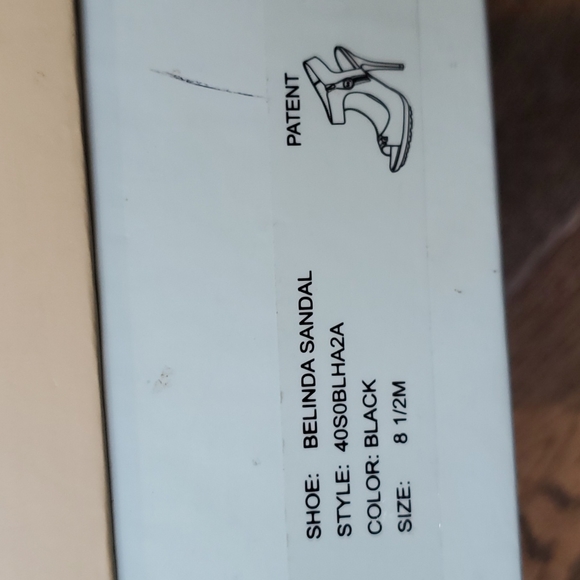 PATENT
SHOE: BELINDA SANDAL
STYLE: 40S0BLHA2A
COLOR: BLACK
SIZE: 8 1/2M